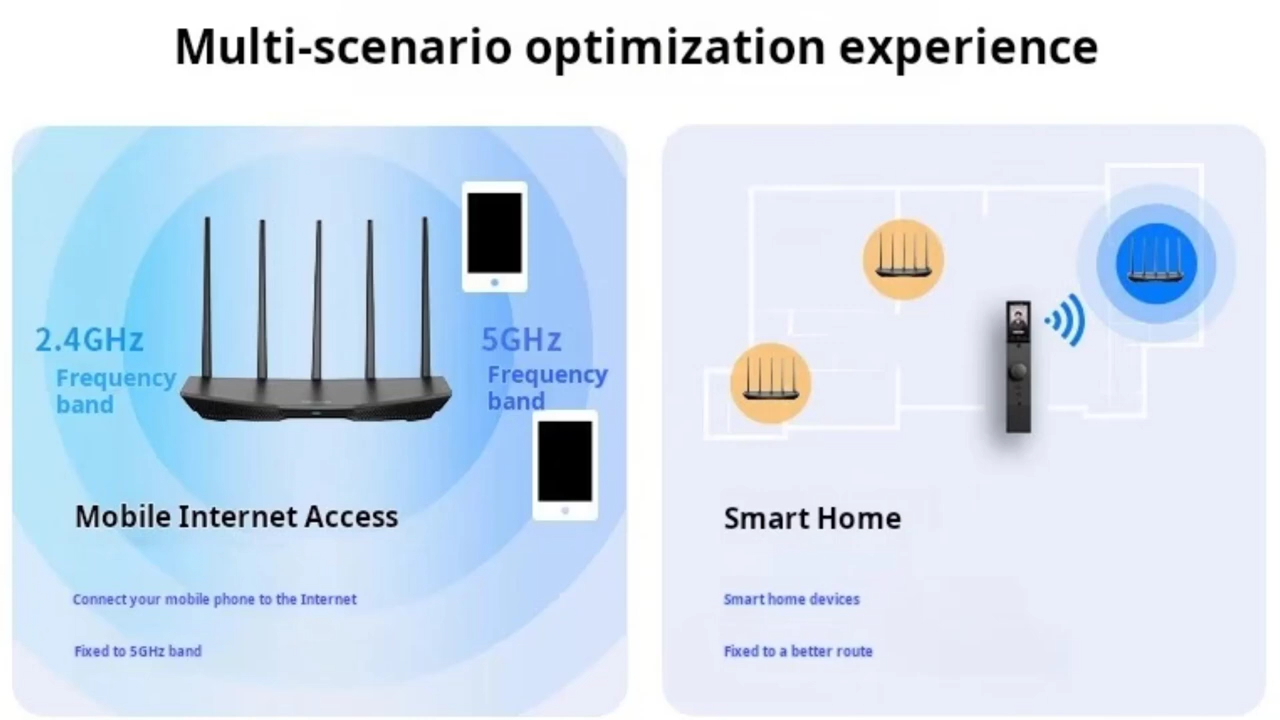 Multi-scenario optimization experience
2.4GHz
Frequency
band
5GHz
Frequency
band
Mobile Internet Access
Connect your mobile phone to the Internet
Fixed to 5GHz band
Smart Home
Smart home devices
Fixed to a better route